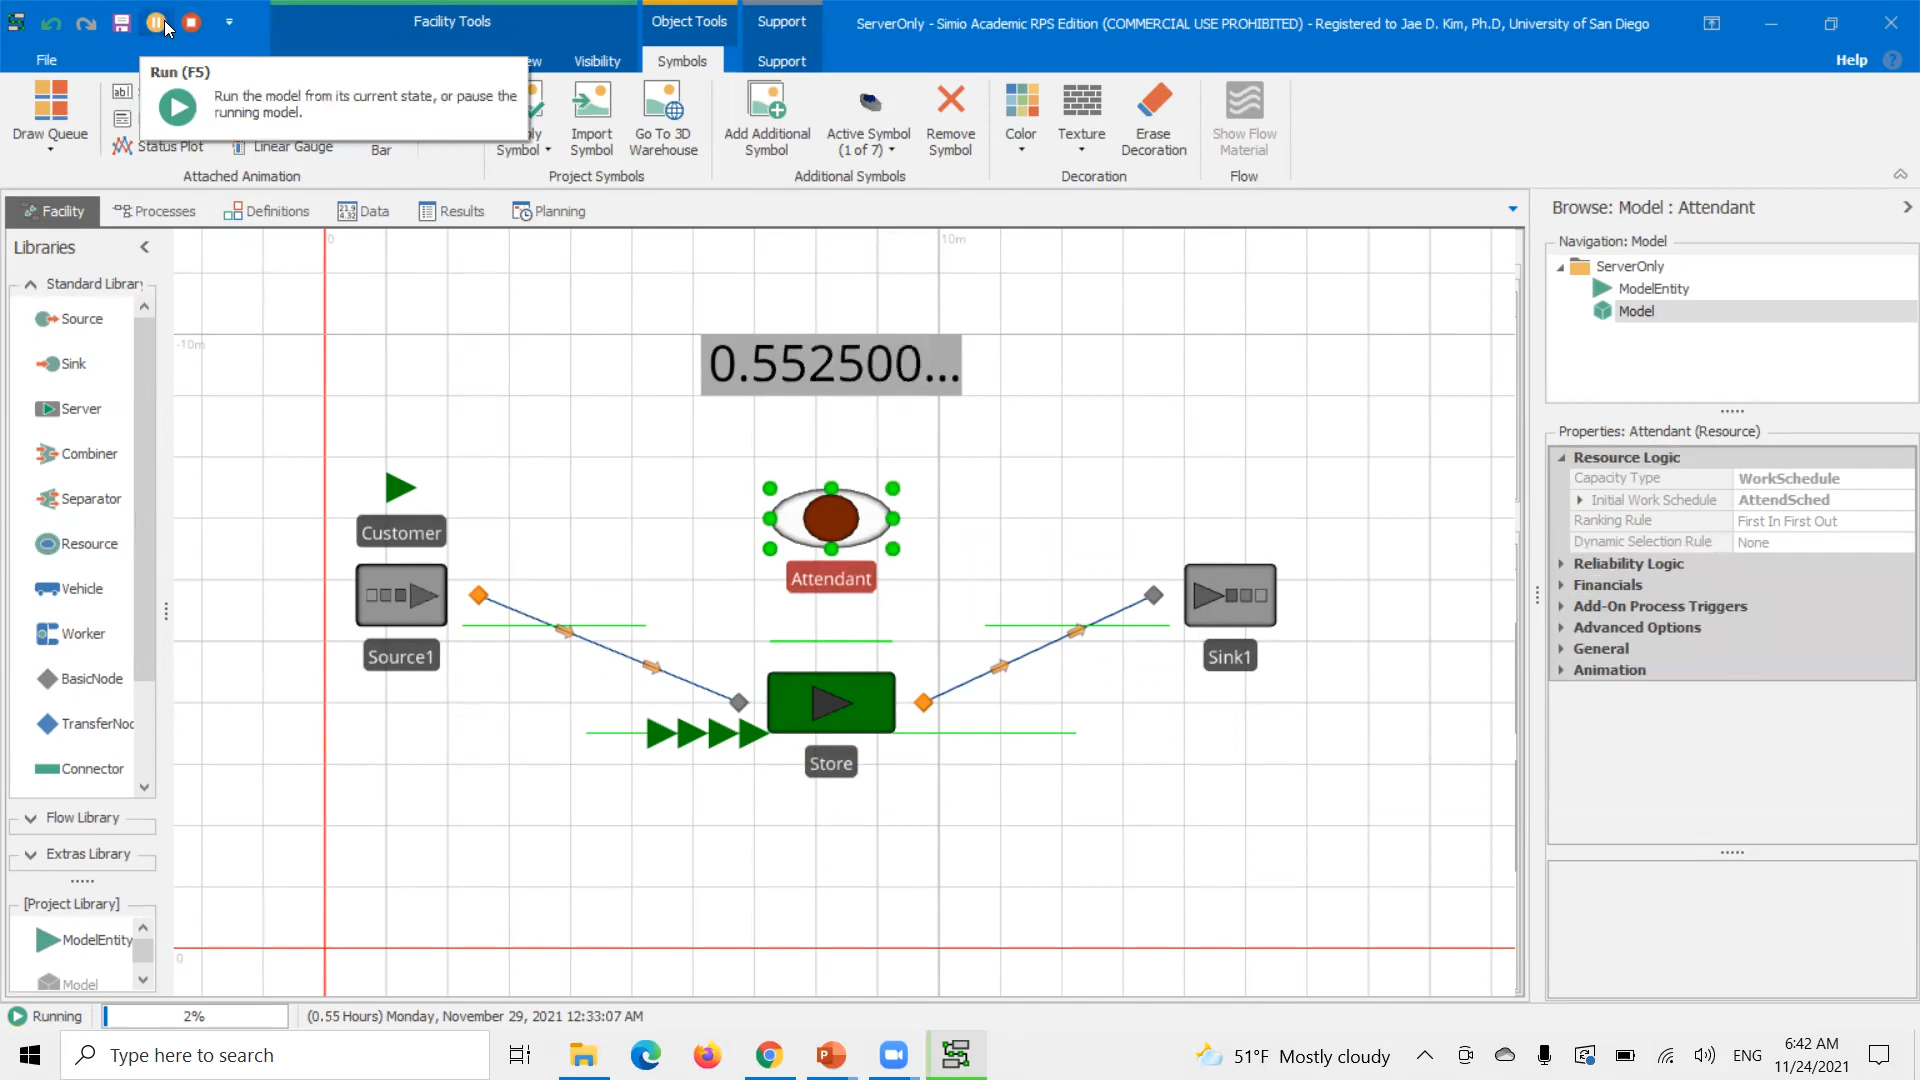 Facility Tools
Object Tools
Support
ServerOnly - Simio Academic RPS Edition (COMMERCIAL USE PROHIBITED) - Registered to Jae D. Kim, Ph.D, University of San Diego
File
Visibility
Symbols
Support
Help
Run (F5)
Run the model from its current state, or pause the
running model.
Draw Queue
Status Plot
Linear Gauge
Bar
Symbol
Import
Symbol
Go To 3D
Warehouse
Add Additional
Symbol
Active Symbol
(1 of 7)
Remove
Symbol
Color
Texture
Erase
Decoration
Show Flow
Material
Attached Animation
Project Symbols
Additional Symbols
Decoration
Flow
Facility
Processes
Definitions
Data
Results
Planning
Libraries
Standard Library
Source
Sink
Server
Combiner
Separator
Resource
Vehicle
Worker
BasicNode
TransferNod
Connector
Flow Library
Extras Library
[Project Library]
ModelEntity
Model
0
10m
-10m
0
0.552500...
Customer
Attendant
Source1
Sink1
Store
Browse: Model : Attendant
Navigation: Model
ServerOnly
ModelEntity
Model
Properties: Attendant (Resource)
Resource Logic
Capacity Type WorkSchedule
Initial Work Schedule AttendSched
Ranking Rule First In First Out
Dynamic Selection Rule None
Reliability Logic
Financials
Add-On Process Triggers
Advanced Options
General
Animation
Running
2%
(0.55 Hours) Monday, November 29, 2021 12:33:07 AM
Type here to search
51°F Mostly cloudy
ENG
6:42 AM
11/24/2021